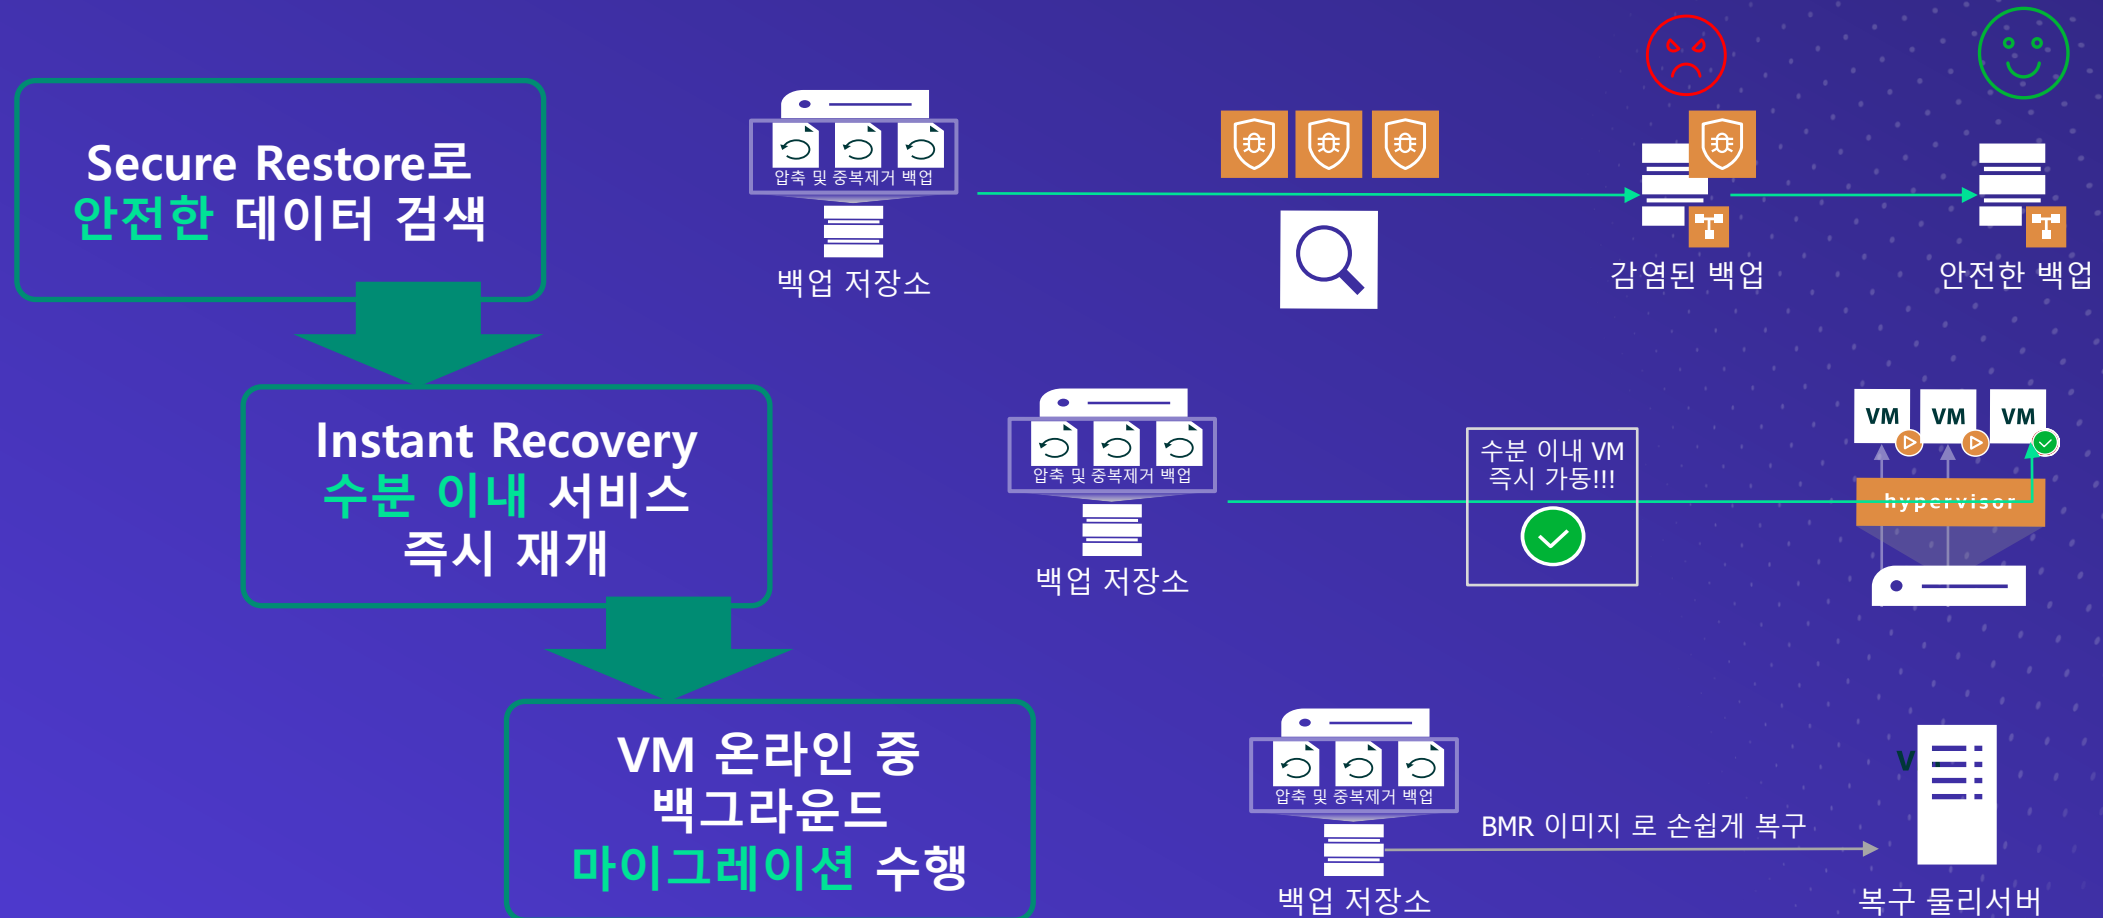 Secure Restore로
안전한 데이터 검색
압축 및 중복제거 백업
백업 저장소
감염된 백업
안전한 백업
Instant Recovery
수분 이내 서비스
즉시 재개
압축 및 중복제거 백업
백업 저장소
수분 이내 VM
즉시 가동!!!
VM
VM
VM
hypervisor
VM 온라인 중
백그라운드
마이그레이션 수행
압축 및 중복제거 백업
백업 저장소
BMR 이미지 로 손쉽게 복구
복구 물리서버